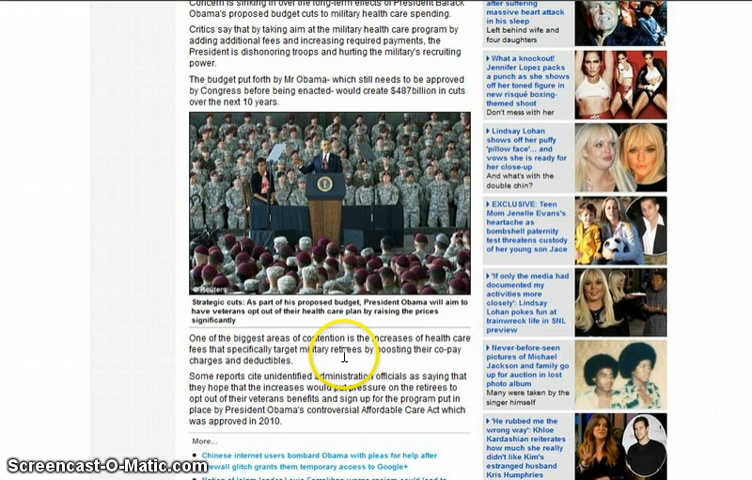 Concern is sinking in over the long-term effects of President Barack
Obama's proposed budget cuts to military health care spending.
Critics say that by taking aim at the military health care program by
adding additional fees and increasing required payments, the
President is dishonoring troops and hurting the military's recruiting
power.
The budget put forth by Mr Obama- which still needs to be approved
by Congress before being enacted- would create $487billion in cuts
over the next 10 years.
© Reuters
Strategic cuts: As part of his proposed budget, President Obama will aim to
have veterans opt out of their health care plan by raising the prices
significantly
One of the biggest areas of contention is the increases of health care
fees that specifically target military retirees by boosting their co-pay
charges and deductibles.
Some reports cite unidentified administration officials as saying that
they hope that the increases would put pressure on the retirees to
opt out of their veterans benefits and sign up for the program put in
place by President Obama's controversial Affordable Care Act which
was approved in 2010.
More...
Chinese internet users bombard Obama with pleas for help after
firewall glitch grants them temporary access to Google+
after suffering
massive heart attack
in his sleep
Left behind wife and
four daughters
What a knockout!
Jennifer Lopez packs
a punch as she shows
off her toned figure in
new risqué boxing-
themed shoot
Don't mess with her
Lindsay Lohan
shows off her puffy
'pillow face'... and
vows she is ready for
her close-up
And what's with the
double chin?
EXCLUSIVE: Teen
Mom Jenelle Evans's
heartache as
bombshell paternity
test threatens custody
of her young son Jace
'If only the media had
documented my
activities more
closely': Lindsay
Lohan pokes fun at
trainwreck life in SNL
preview
Never-before-seen
pictures of Michael
Jackson and family go
up for auction in lost
photo album
Many were taken by the
singer himself
'He rubbed me the
wrong way': Khloe
Kardashian reiterates
how much she really
didn't like Kim's
estranged husband
Kris Humphries
Screencast-O-Matic.com